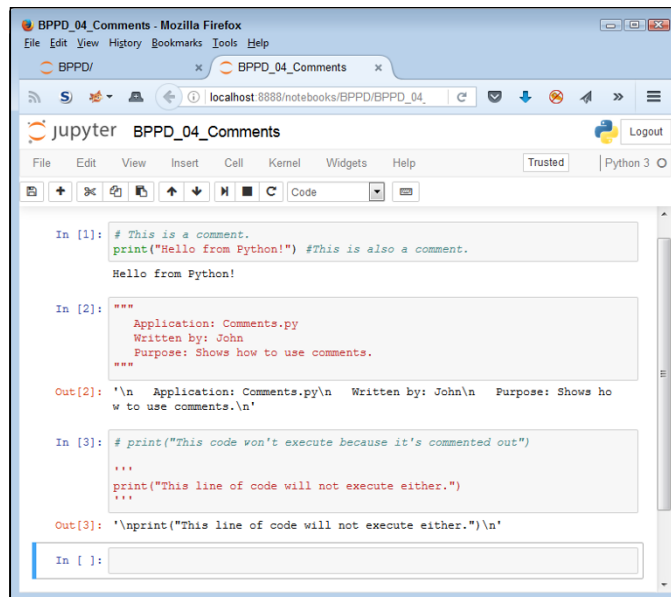 BPPD_04_Comments - Mozilla Firefox
File Edit View History Bookmarks Tools Help
BPPD/ × BPPD_04_Comments ×
S localhost:8888/notebooks/BPPD/BPPD_04_
jupyter BPPD_04_Comments Logout
File Edit View Insert Cell Kernel Widgets Help Trusted Python 3
Code
In [1]: # This is a comment.
print("Hello from Python!") #This is also a comment.
Hello from Python!
In [2]: """
Application: Comments.py
Written by: John
Purpose: Shows how to use comments.
"""
Out[2]: '\n   Application: Comments.py\n   Written by: John\n   Purpose: Shows ho
w to use comments.\n'
In [3]: # print("This code won't execute because it's commented out")
'''
print("This line of code will not execute either.")
'''
Out[3]: '\nprint("This line of code will not execute either.")\n'
In [ ]: